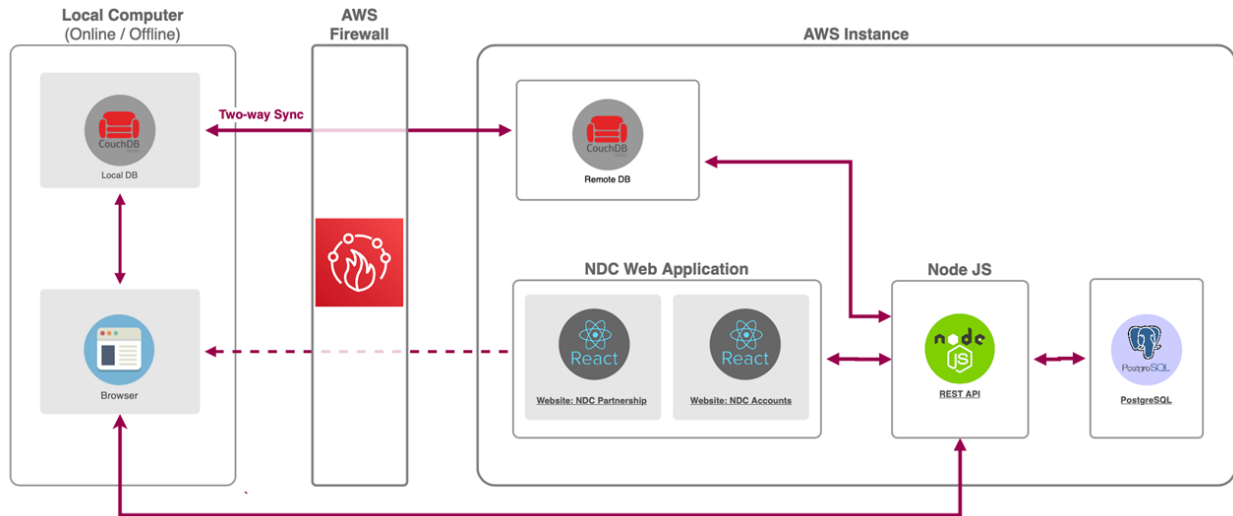 Local Computer
(Online / Offline)
AWS
Firewall
AWS Instance
Two-way Sync
CouchDB
Local DB
CouchDB
Remote DB
NDC Web Application
Node JS
React
React
node
JS
PostgreSQL
Browser
Website: NDC Partnership
Website: NDC Accounts
REST API
PostgreSQL